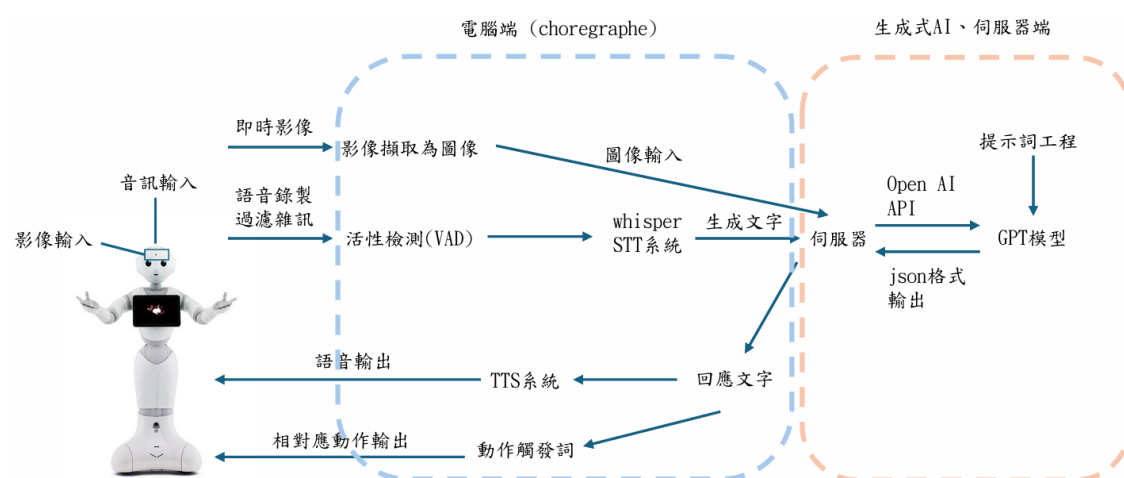 電腦端 (choregraphe)
生成式AI、伺服器端
即時影像
影像擷取為圖像
圖像輸入
提示詞工程
音訊輸入
語音錄製
過濾雜訊
影像輸入
活性檢測(VAD)
whisper
STT系統
生成文字
伺服器
Open AI
API
GPT模型
json格式
輸出
語音輸出
TTS系統
回應文字
相對應動作輸出
動作觸發詞